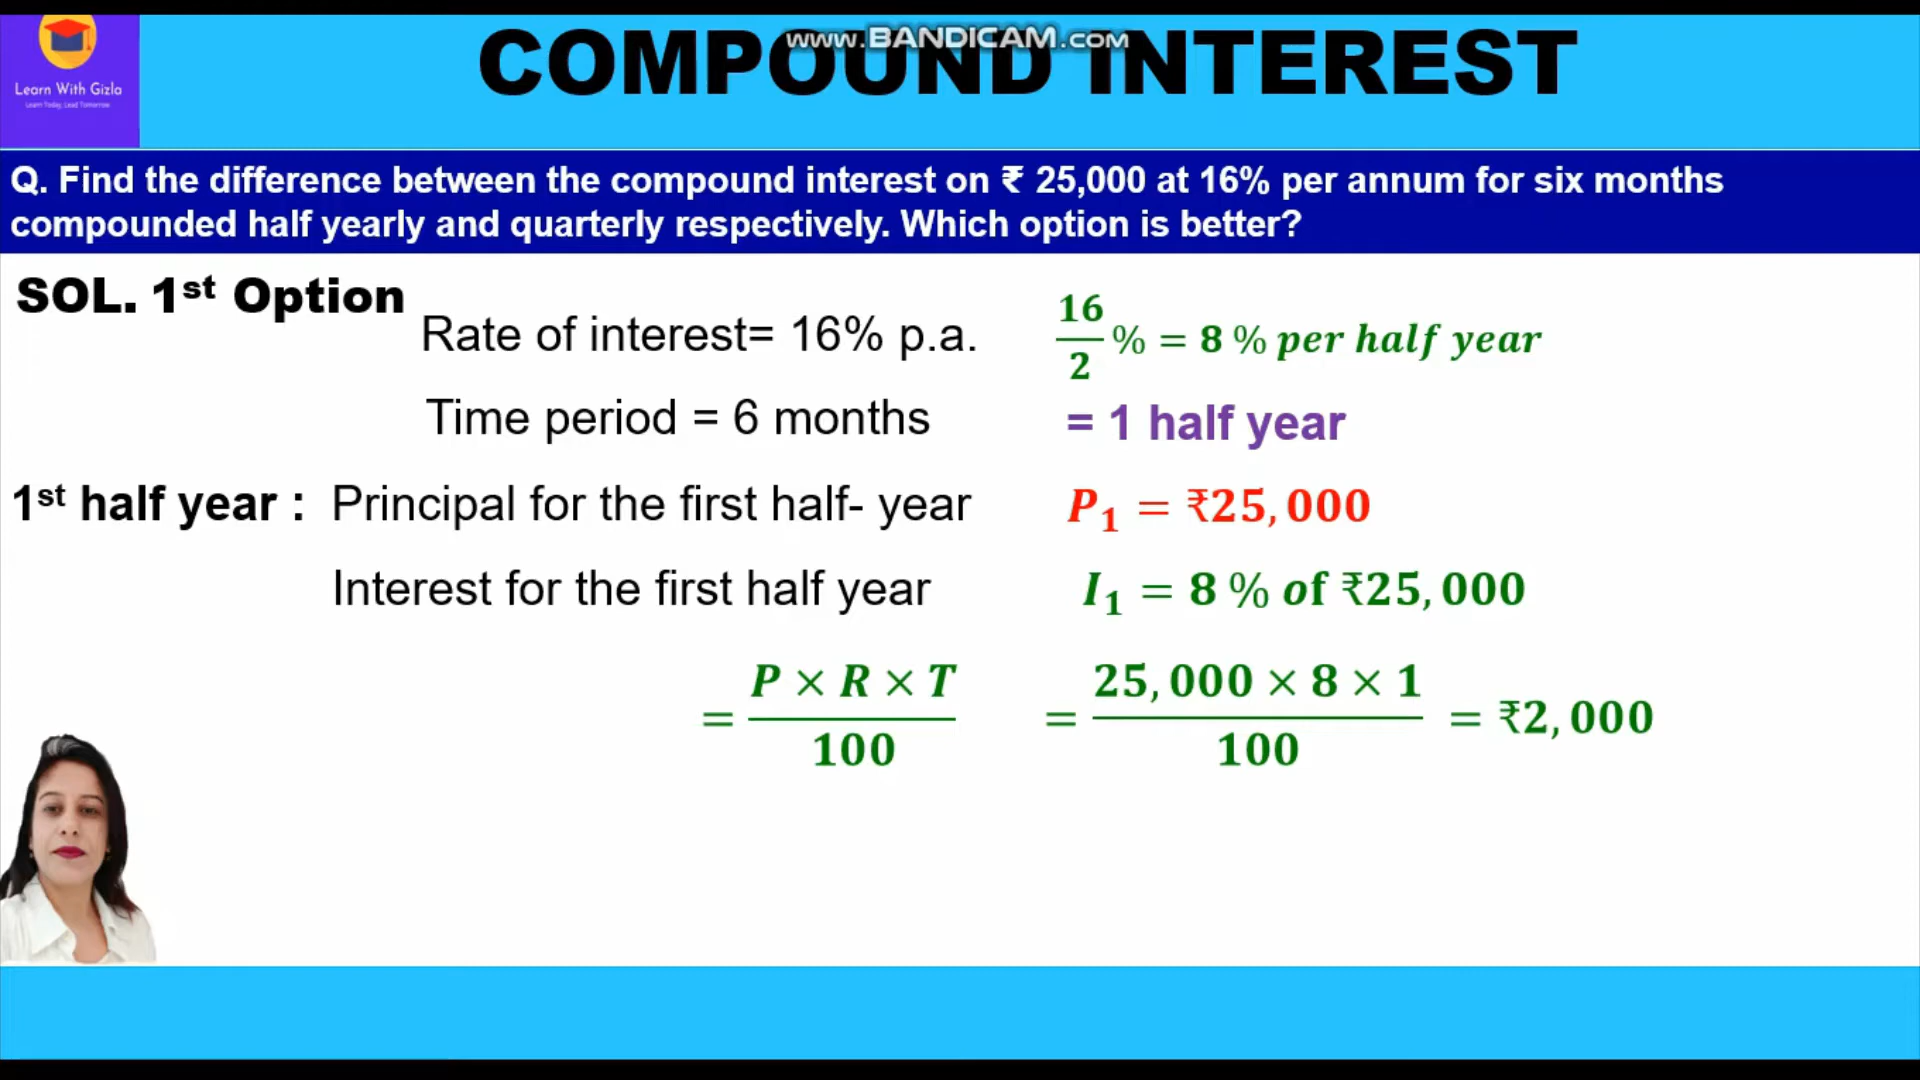 www.BANDICAM.com
COMPOUND INTEREST
Learn With Gizla
Learn Today, Lead Tomorrow
Q. Find the difference between the compound interest on ₹ 25,000 at 16% per annum for six months
compounded half yearly and quarterly respectively. Which option is better?
SOL. 1st Option
Rate of interest= 16% p.a. 16/2 % = 8 % per half year
Time period = 6 months = 1 half year
1st half year : Principal for the first half- year P₁ = ₹25,000
Interest for the first half year I₁ = 8 % of ₹25,000
= P × R × T / 100 = 25,000 × 8 × 1 / 100 = ₹2,000